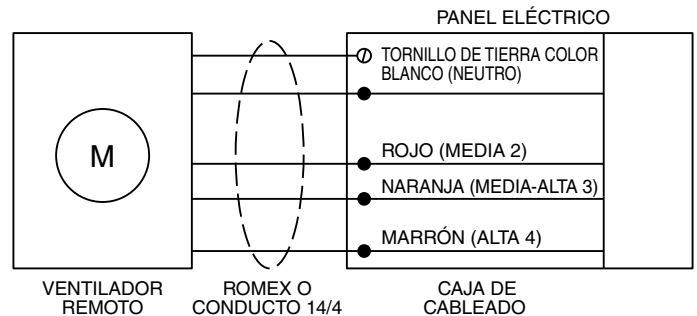 PANEL ELÉCTRICO
TORNILLO DE TIERRA COLOR
BLANCO (NEUTRO)
M
ROJO (MEDIA 2)
NARANJA (MEDIA-ALTA 3)
MARRÓN (ALTA 4)
VENTILADOR
REMOTO
ROMEX O
CONDUCTO 14/4
CAJA DE
CABLEADO